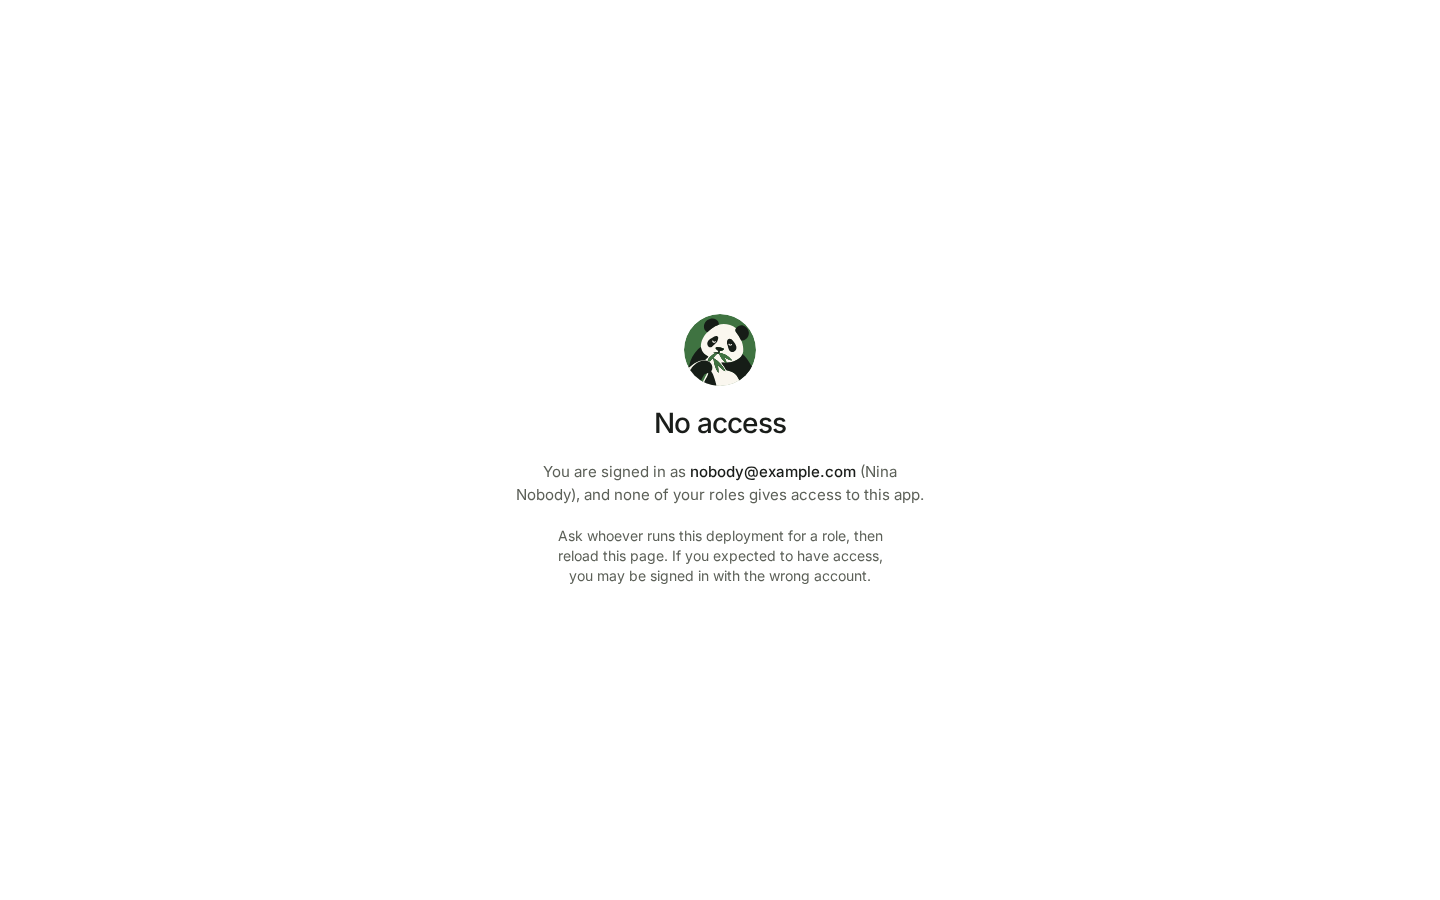 No access
You are signed in as nobody@example.com (Nina
Nobody), and none of your roles gives access to this app.
Ask whoever runs this deployment for a role, then
reload this page. If you expected to have access,
you may be signed in with the wrong account.